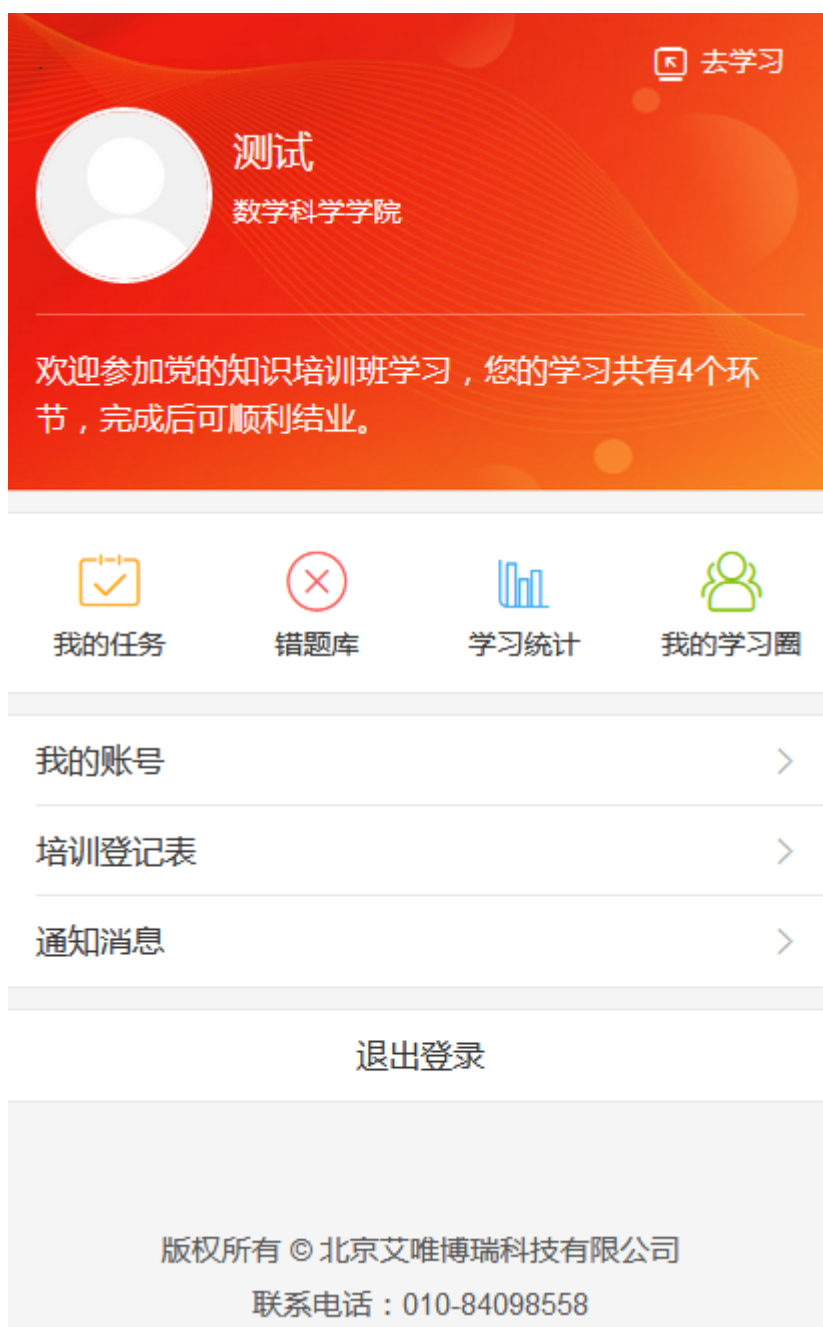 去学习
测试
数学科学学院
欢迎参加党的知识培训班学习，您的学习共有4个环
节，完成后可顺利结业。
我的任务 错题库 学习统计 我的学习圈
我的账号
培训登记表
通知消息
退出登录
版权所有 © 北京艾唯博瑞科技有限公司
联系电话：010-84098558